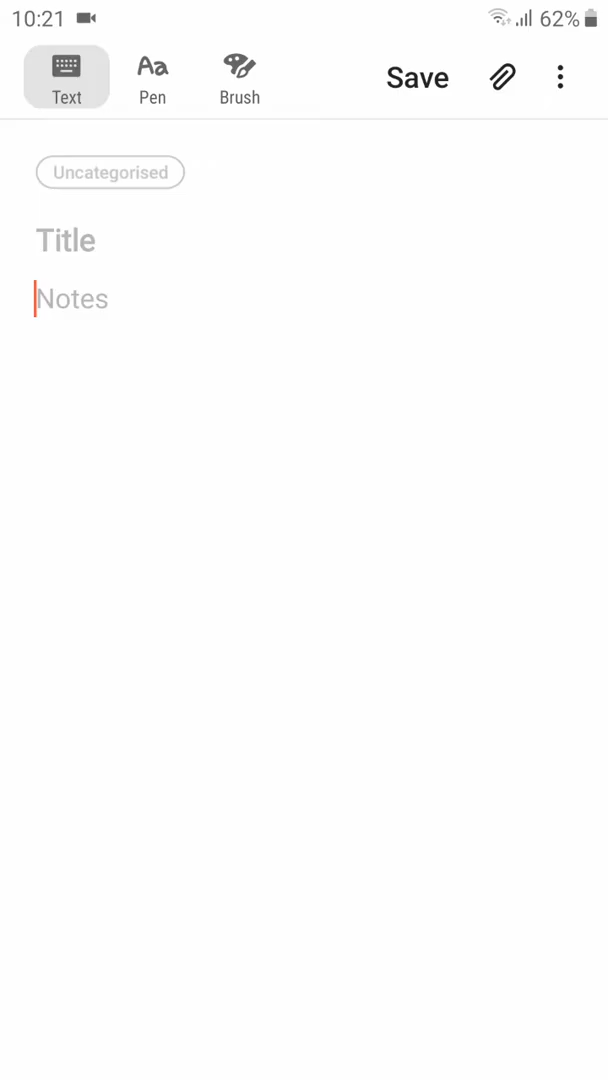 10:21 62%
Text Pen Brush Save
Uncategorised
Title
Notes